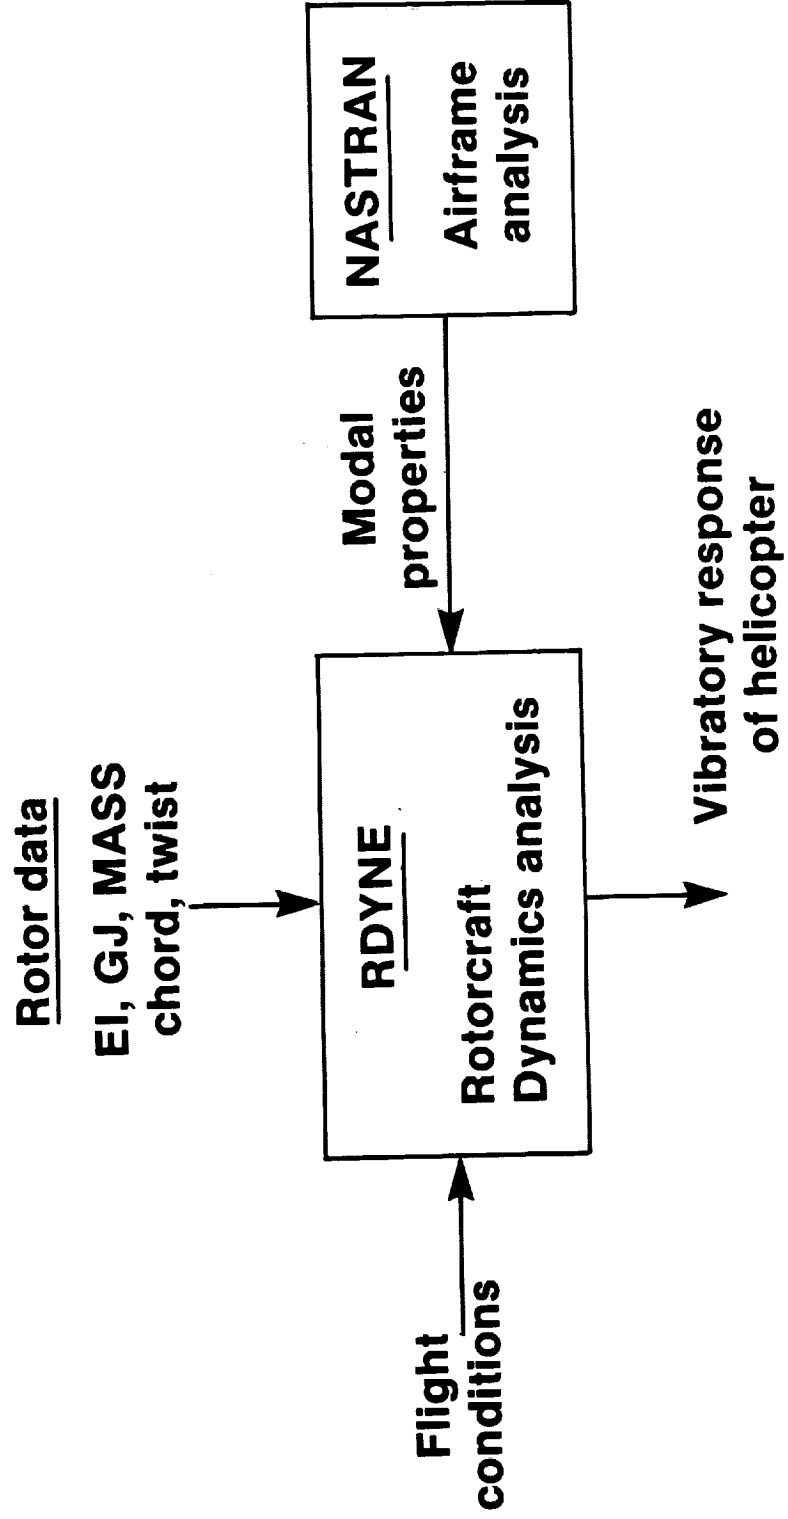 Rotor data
EI, GJ, MASS
chord, twist
Flight
conditions
RDYNE
Rotorcraft
Dynamics analysis
Modal
properties
NASTRAN
Airframe
analysis
Vibratory response
of helicopter